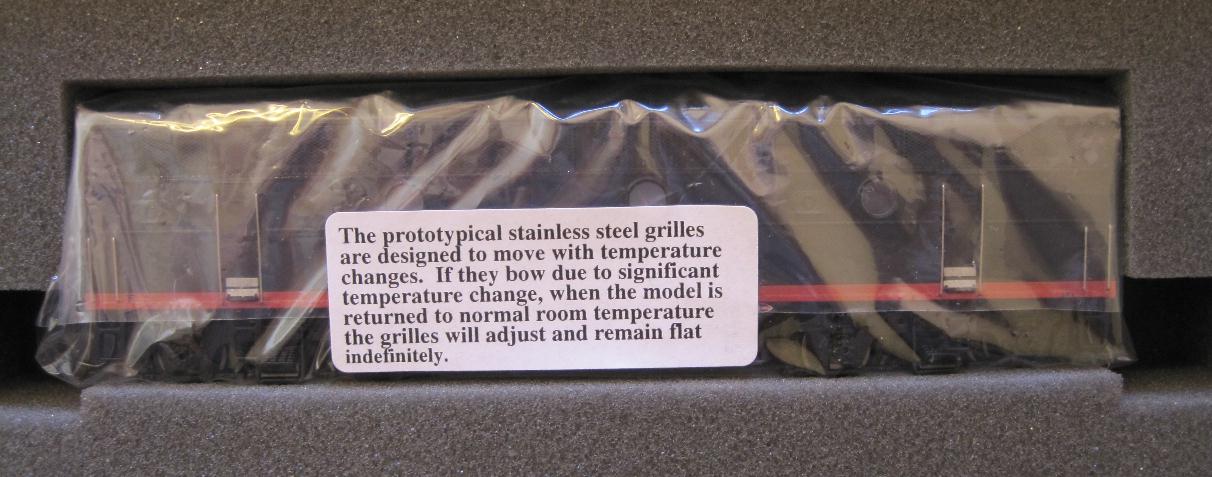 The prototypical stainless steel grilles
are designed to move with temperature
changes.  If they bow due to significant
temperature change, when the model is
returned to normal room temperature
the grilles will adjust and remain flat
indefinitely.